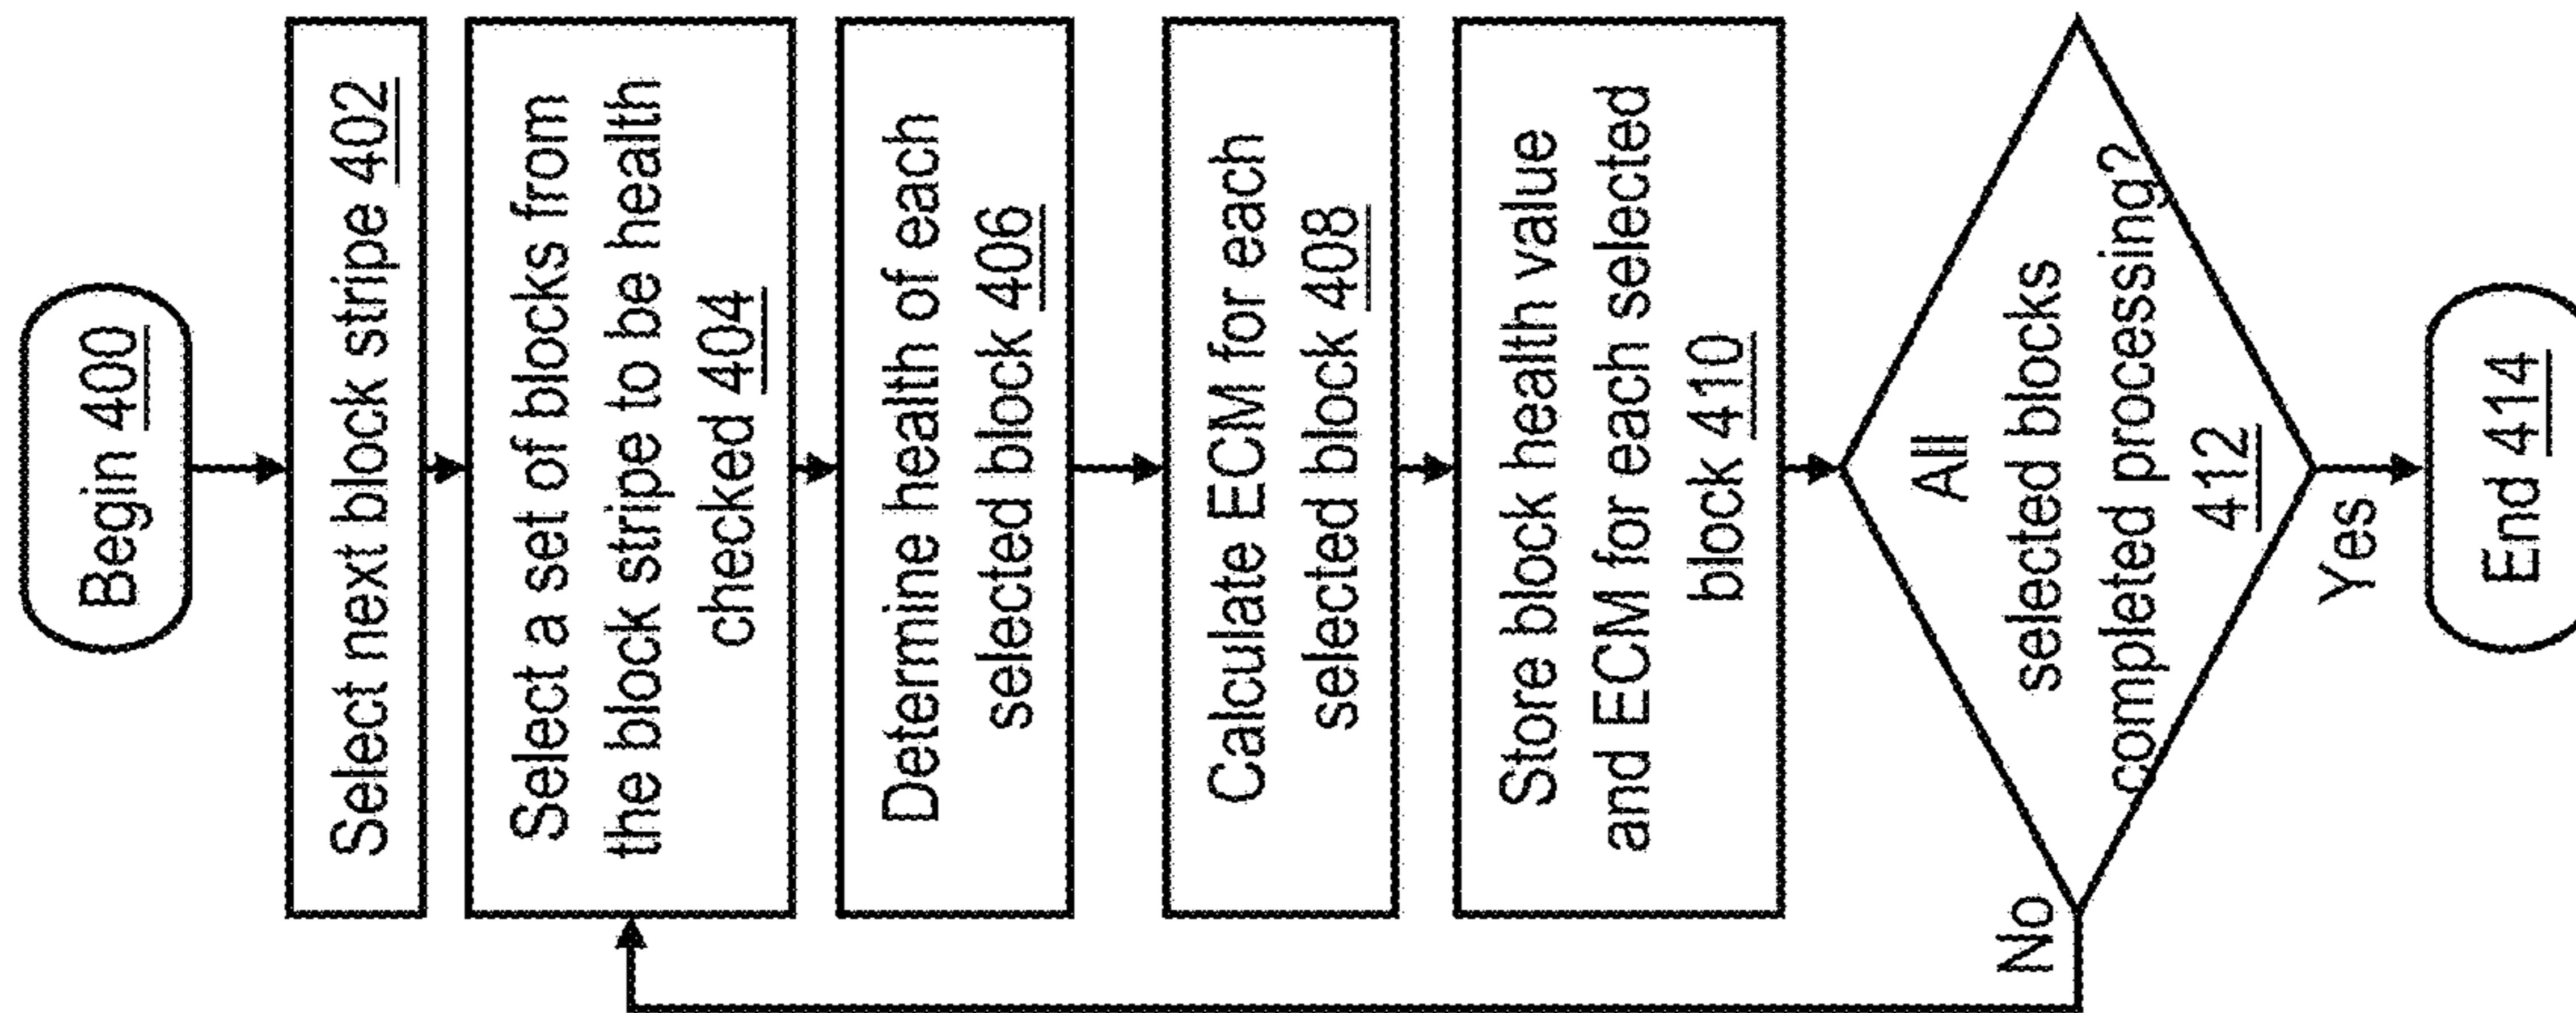 Begin 400
Select next block stripe 402
Select a set of blocks from
the block stripe to be health
checked 404
Determine health of each
selected block 406
Calculate ECM for each
selected block 408
Store block health value
and ECM for each selected
block 410
All
selected blocks
completed processing?
412
No
Yes
End 414